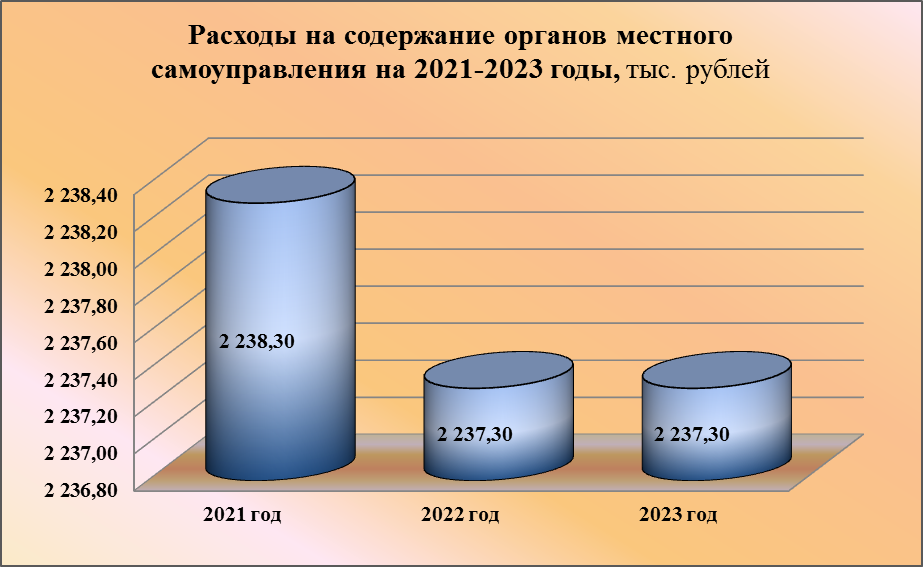 Расходы на содержание органов местного
самоуправления на 2021-2023 годы, тыс. рублей
2 238,40
2 238,20
2 238,00
2 237,80
2 237,60
2 237,40
2 237,20
2 237,00
2 236,80
2 238,30
2 237,30
2 237,30
2021 год
2022 год
2023 год